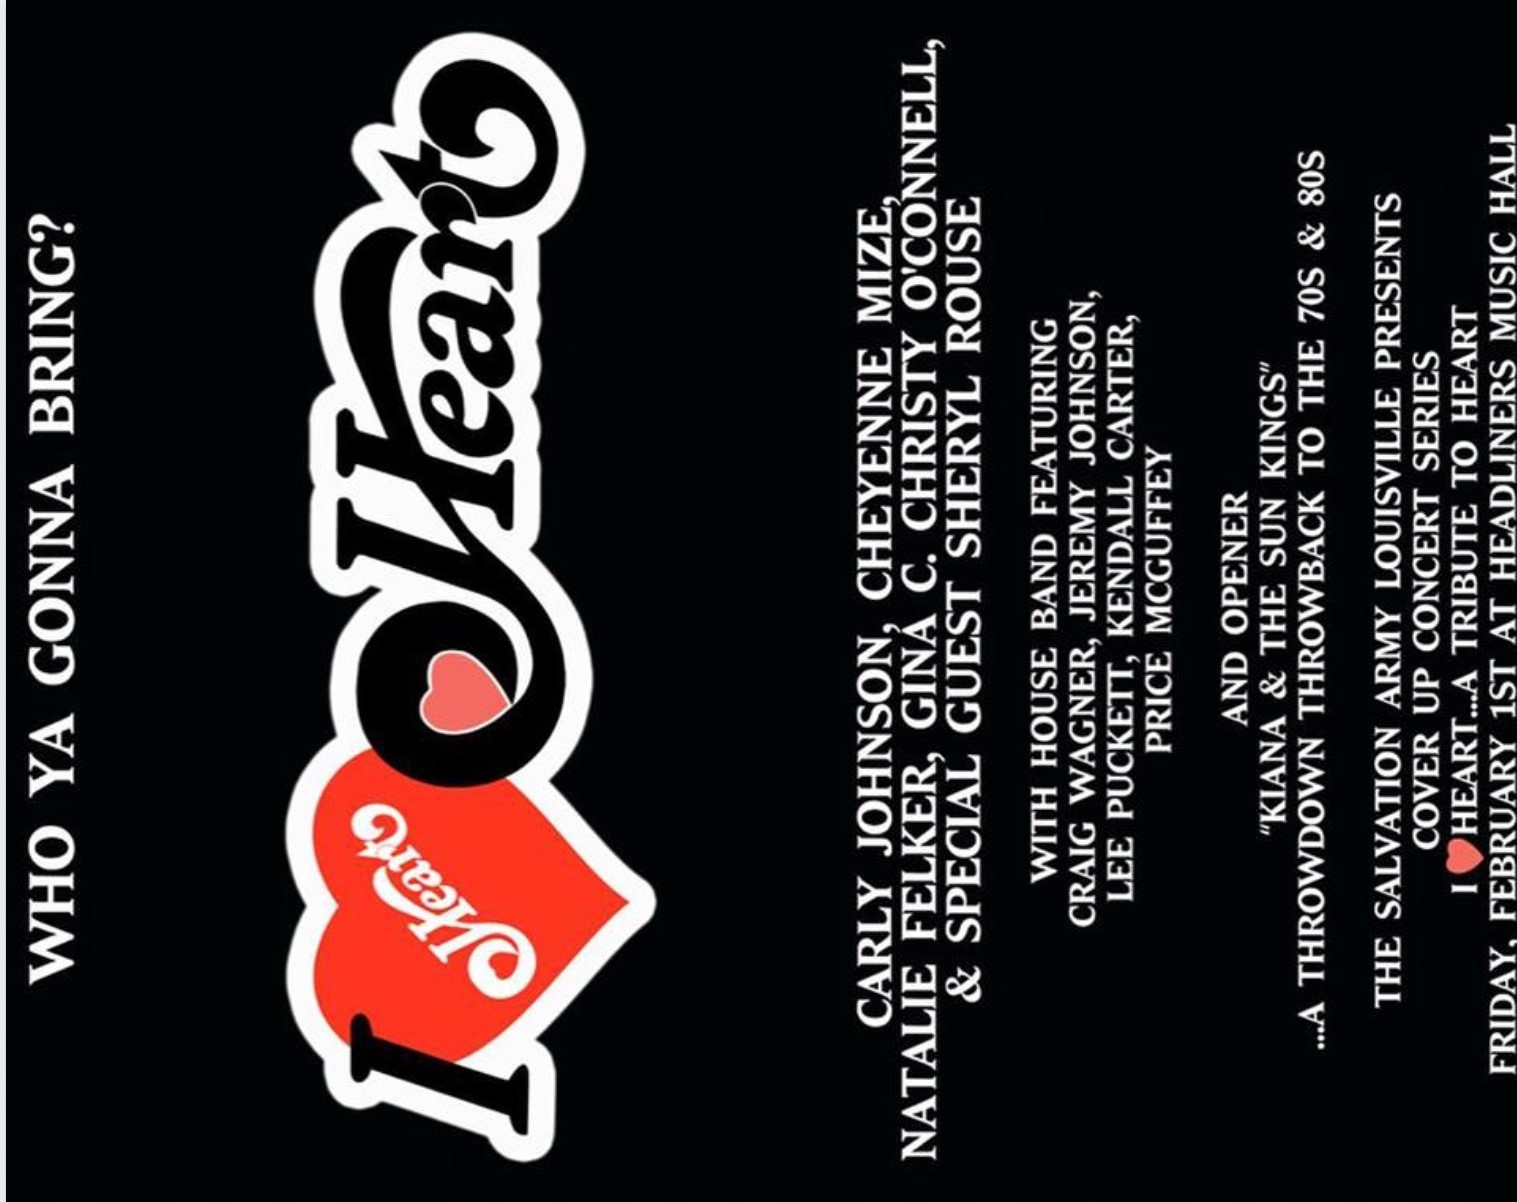 WHO YA GONNA BRING?
I Heart Heart
CARLY JOHNSON, CHEYENNE MIZE,
NATALIE FELKER, GINA C. CHRISTY O'CONNELL,
& SPECIAL GUEST SHERYL ROUSE
WITH HOUSE BAND FEATURING
CRAIG WAGNER, JEREMY JOHNSON,
LEE PUCKETT, KENDALL CARTER,
PRICE MCGUFFEY
AND OPENER
"KIANA & THE SUN KINGS"
...A THROWDOWN THROWBACK TO THE 70S & 80S
THE SALVATION ARMY LOUISVILLE PRESENTS
COVER UP CONCERT SERIES
I ❤ HEART...A TRIBUTE TO HEART
FRIDAY, FEBRUARY 1ST AT HEADLINERS MUSIC HALL